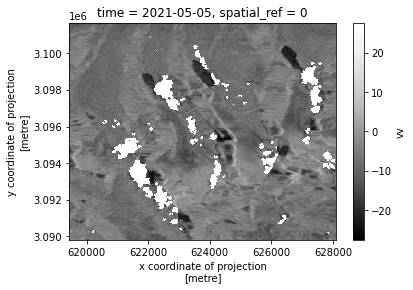 time = 2021-05-05, spatial_ref = 0
1e6
3.100
3.098
3.096
3.094
3.092
3.090
y coordinate of projection
[metre]
620000
622000
624000
626000
628000
x coordinate of projection
[metre]
20
10
0
−10
−20
vv